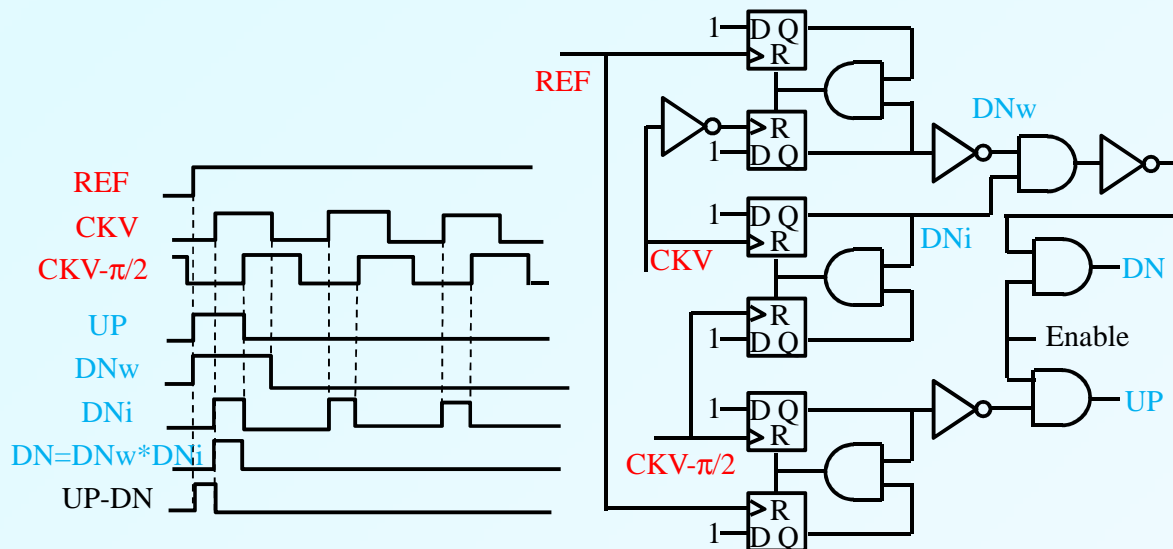 REF
CKV
CKV-π/2
UP
DNw
DNi
DN=DNw*DNi
UP-DN
1 D Q
R
REF
R
1 D Q
DNw
1 D Q
R
CKV
DNi
R
1 D Q
DN
Enable
1 D Q
R
UP
CKV-π/2
R
1 D Q